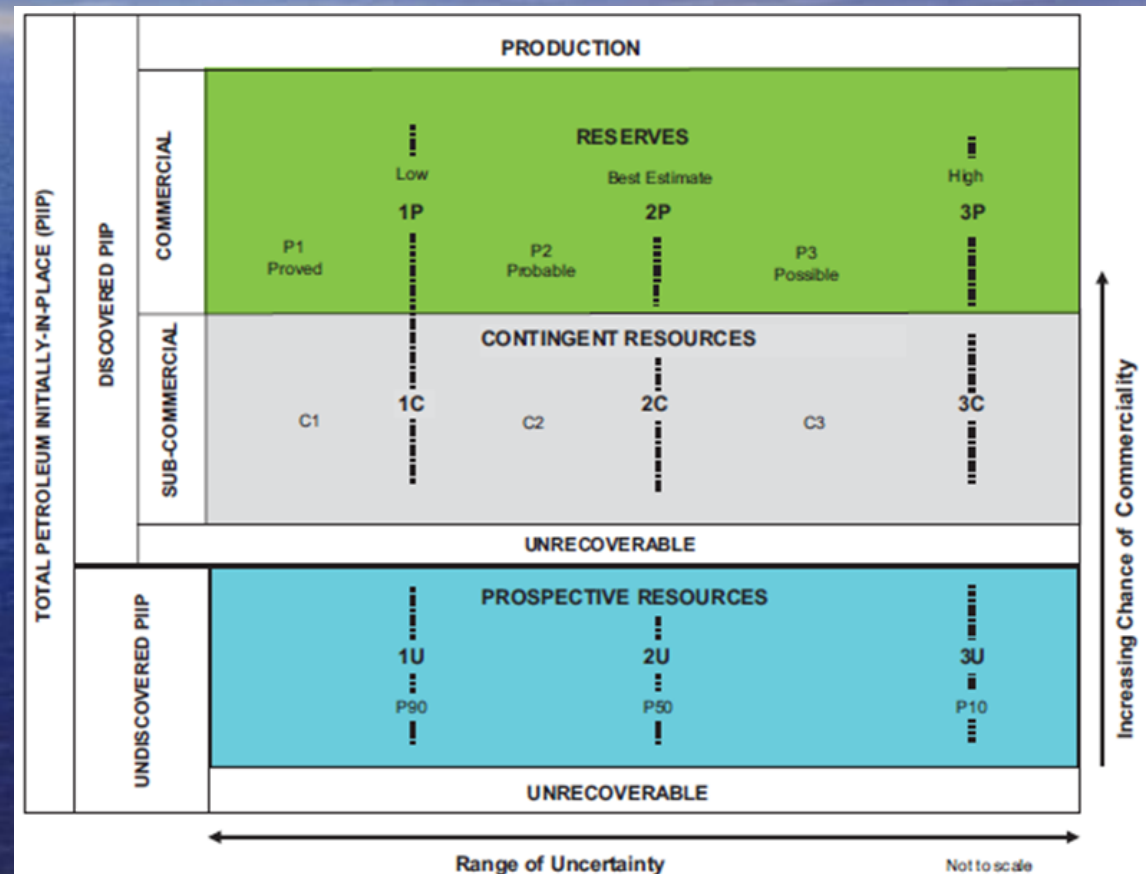 TOTAL PETROLEUM INITIALLY-IN-PLACE (PIIP)
DISCOVERED PIIP
COMMERCIAL
PRODUCTION
RESERVES
Low
Best Estimate
High
1P
2P
3P
P1
Proved
P2
Probable
P3
Possible
SUB-COMMERCIAL
CONTINGENT RESOURCES
1C
2C
3C
C1
C2
C3
UNRECOVERABLE
UNDISCOVERED PIIP
PROSPECTIVE RESOURCES
1U
2U
3U
P90
P50
P10
UNRECOVERABLE
Increasing Chance of Commerciality
Range of Uncertainty
Not to scale